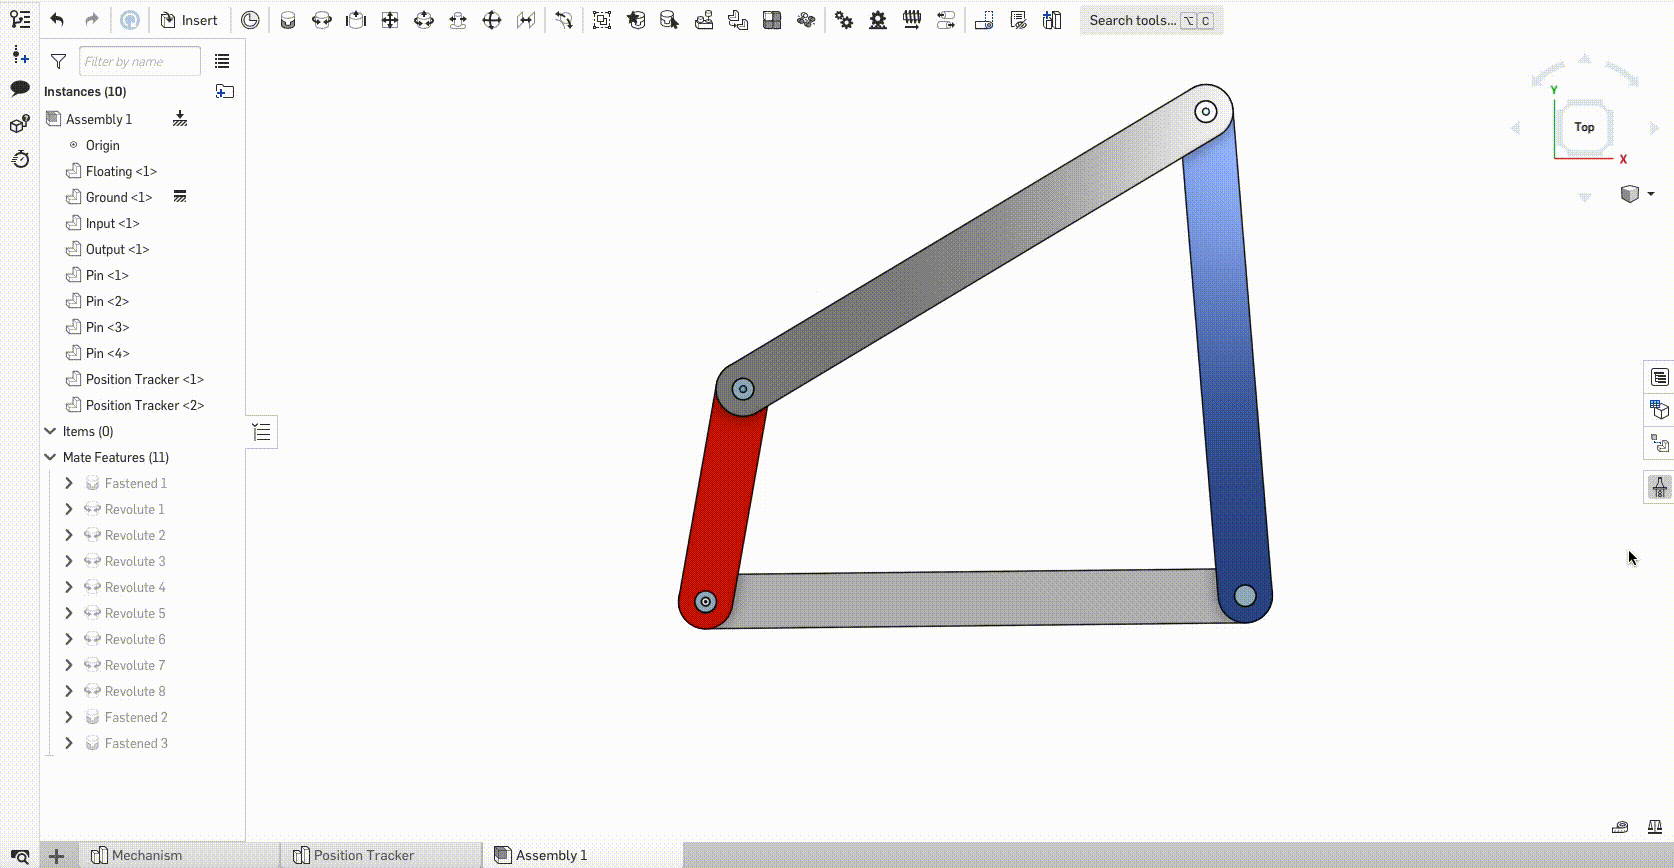 Insert
Search tools... ⌥ C
Filter by name
Instances (10)
Assembly 1
Origin
Floating <1>
Ground <1>
Input <1>
Output <1>
Pin <1>
Pin <2>
Pin <3>
Pin <4>
Position Tracker <1>
Position Tracker <2>
Items (0)
Mate Features (11)
Fastened 1
Revolute 1
Revolute 2
Revolute 3
Revolute 4
Revolute 5
Revolute 6
Revolute 7
Revolute 8
Fastened 2
Fastened 3
Y
Top
X
Mechanism
Position Tracker
Assembly 1